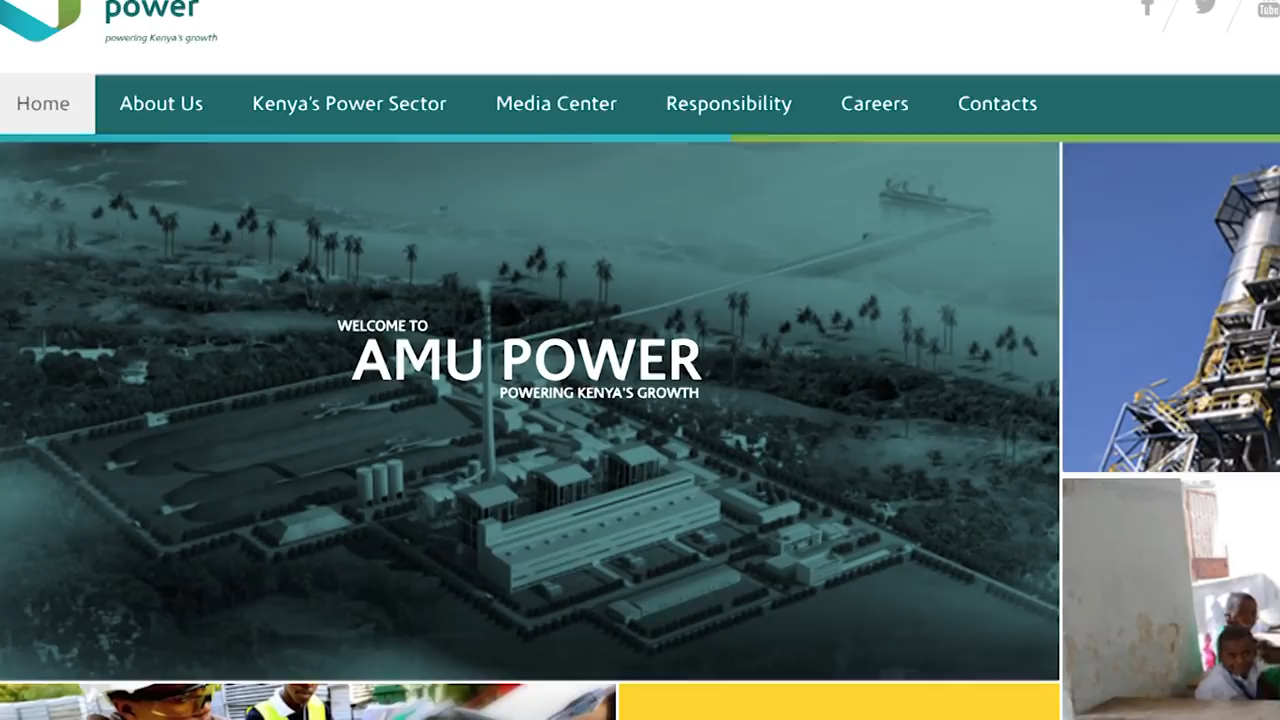 power
powering Kenya's growth
Tube
Home
About Us
Kenya's Power Sector
Media Center
Responsibility
Careers
Contacts
WELCOME TO
AMU POWER
POWERING KENYA'S GROWTH